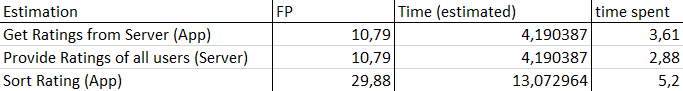 Estimation FP Time (estimated) time spent
Get Ratings from Server (App) 10,79 4,190387 3,61
Provide Ratings of all users (Server) 10,79 4,190387 2,88
Sort Rating (App) 29,88 13,072964 5,2